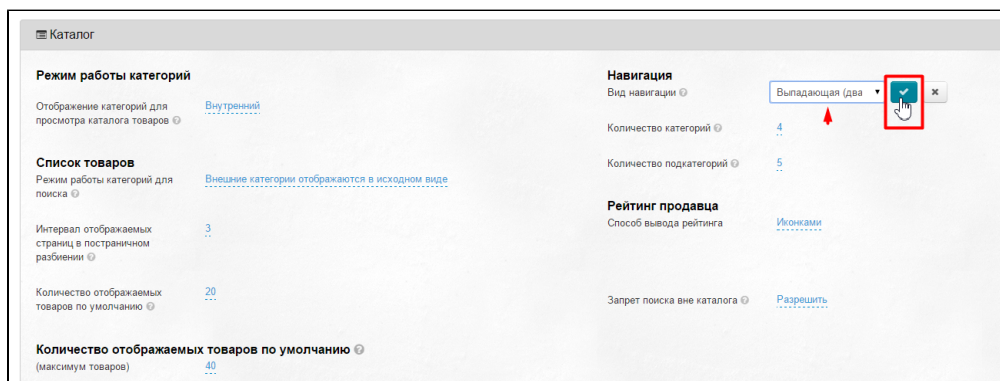 Каталог
Режим работы категорий
Отображение категорий для
просмотра каталога товаров
Внутренний
Список товаров
Режим работы категорий для
поиска
Внешние категории отображаются в исходном виде
Интервал отображаемых
страниц в постраничном
разбиении
3
Количество отображаемых
товаров по умолчанию
20
Количество отображаемых товаров по умолчанию
(максимум товаров)
40
Навигация
Вид навигации
Выпадающая (два
Количество категорий
4
Количество подкатегорий
5
Рейтинг продавца
Способ вывода рейтинга
Иконками
Запрет поиска вне каталога
Разрешить